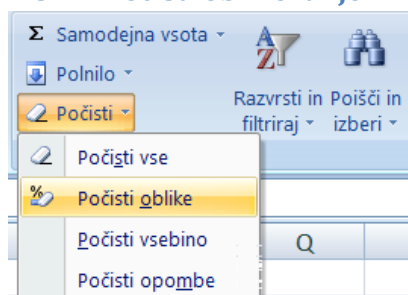 Σ Samodejna vsota
Polnilo
Počisti
Razvrsti in filtriraj
Poišči in izberi
Počisti vse
Počisti oblike
Počisti vsebino
Počisti opombe
Q